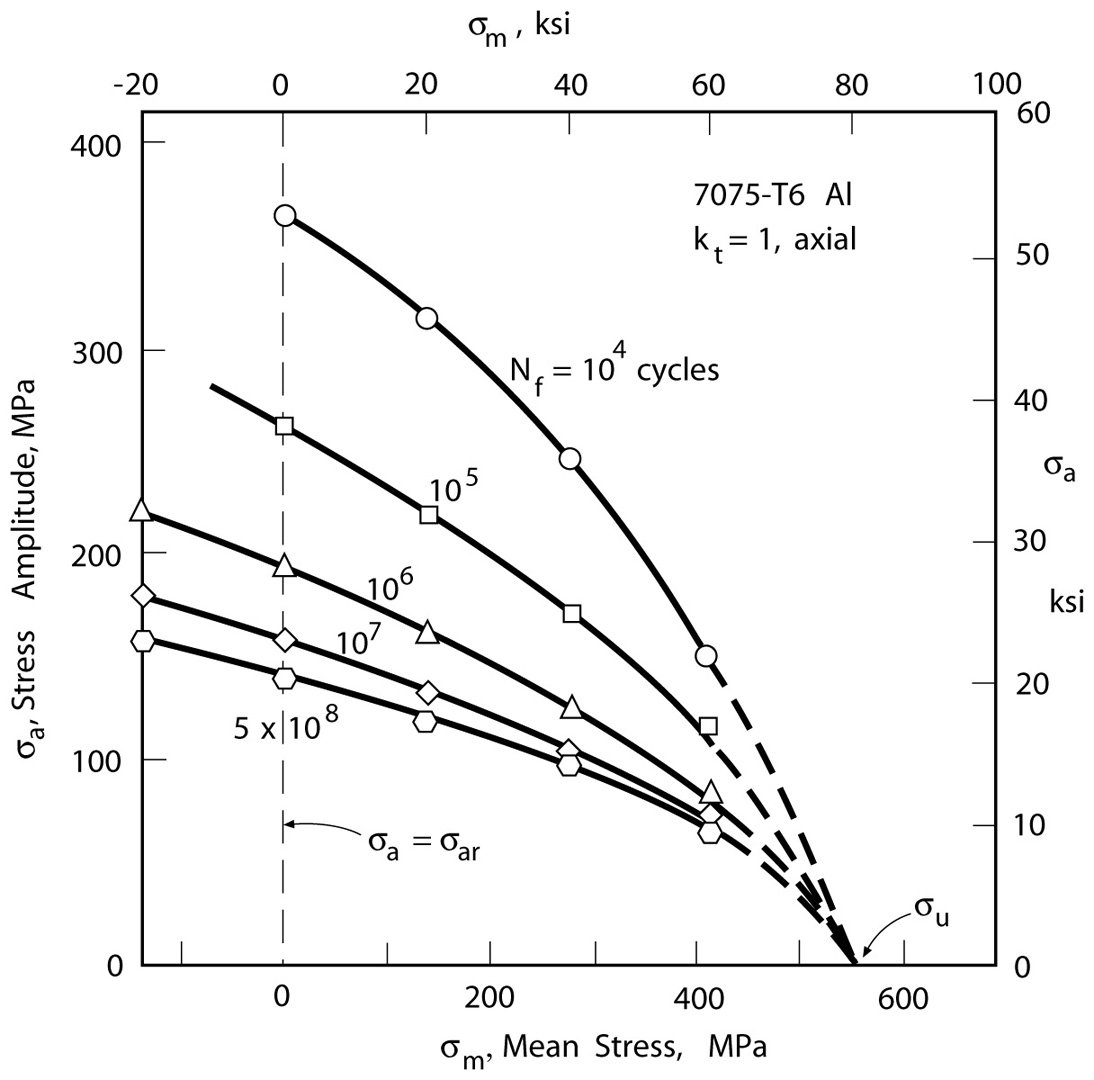 σm , ksi
-20 0 20 40 60 80 100
60
400
7075-T6 Al
kt = 1, axial
50
300
Nf = 10^4 cycles
40
σa
10^5
200
30
10^6
ksi
10^7
20
5 x 10^8
100
10
σa = σar
σu
0
0
0 200 400 600
σm, Mean Stress, MPa
σa, Stress Amplitude, MPa